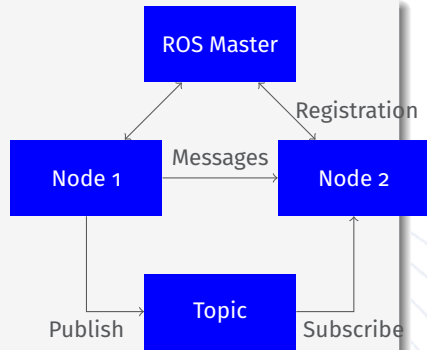 ROS Master
Registration
Messages
Node 1
Node 2
Topic
Publish
Subscribe